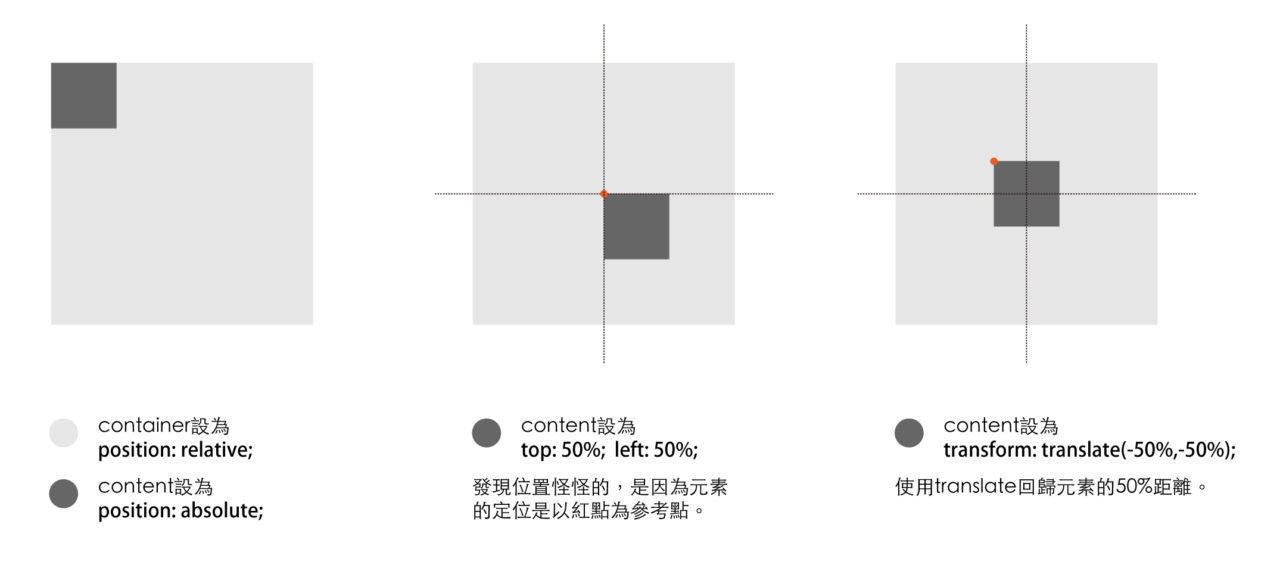 container設為
position: relative;
content設為
position: absolute;
content設為
top: 50%; left: 50%;
發現位置怪怪的，是因為元素
的定位是以紅點為參考點。
content設為
transform: translate(-50%,-50%);
使用translate回歸元素的50%距離。